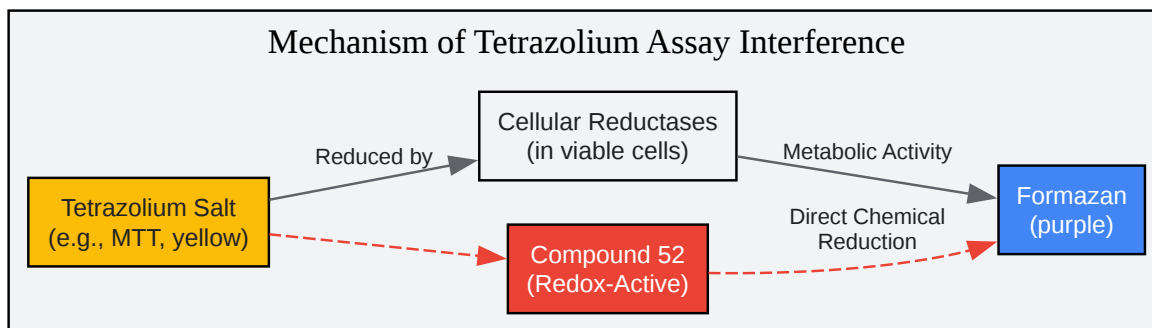 Mechanism of Tetrazolium Assay Interference
Cellular Reductases
(in viable cells)
Reduced by
Metabolic Activity
Tetrazolium Salt
(e.g., MTT, yellow)
Formazan
(purple)
Direct Chemical
Reduction
Compound 52
(Redox-Active)